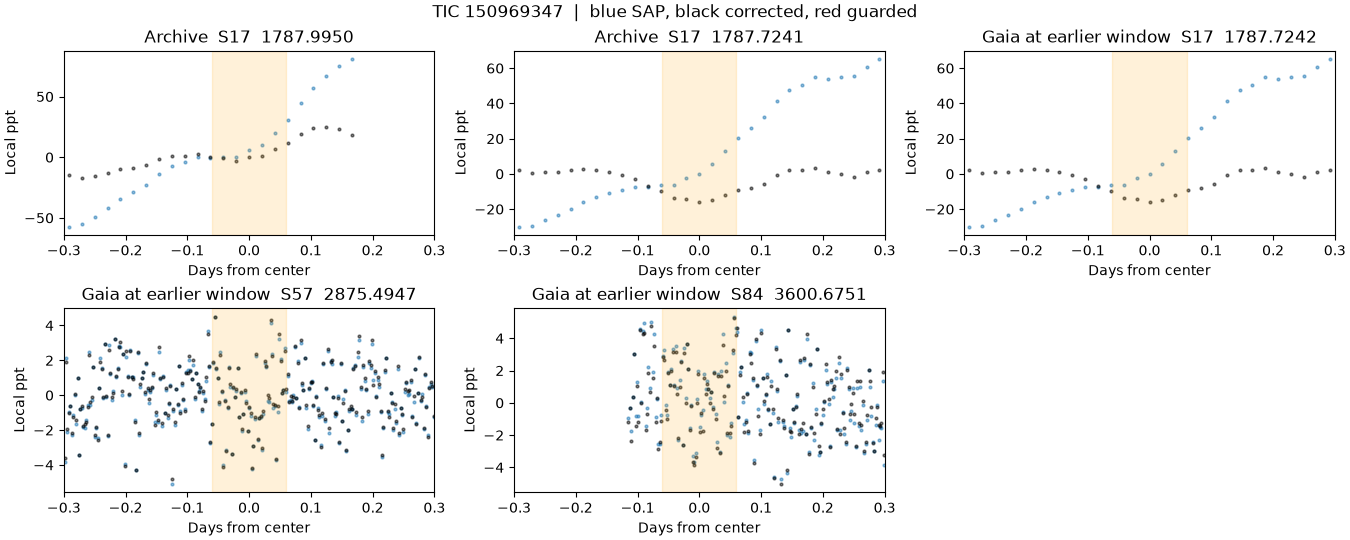 TIC 150969347 | blue SAP, black corrected, red guarded
Archive S17 1787.9950
Archive S17 1787.7241
Gaia at earlier window S17 1787.7242
Local ppt
50
0
−50
−0.3 −0.2 −0.1 0.0 0.1 0.2 0.3
Days from center
Local ppt
60
40
20
0
−20
−0.3 −0.2 −0.1 0.0 0.1 0.2 0.3
Days from center
Local ppt
60
40
20
0
−20
−0.3 −0.2 −0.1 0.0 0.1 0.2 0.3
Days from center
Gaia at earlier window S57 2875.4947
Gaia at earlier window S84 3600.6751
Local ppt
4
2
0
−2
−4
−0.3 −0.2 −0.1 0.0 0.1 0.2 0.3
Days from center
Local ppt
4
2
0
−2
−4
−0.3 −0.2 −0.1 0.0 0.1 0.2 0.3
Days from center